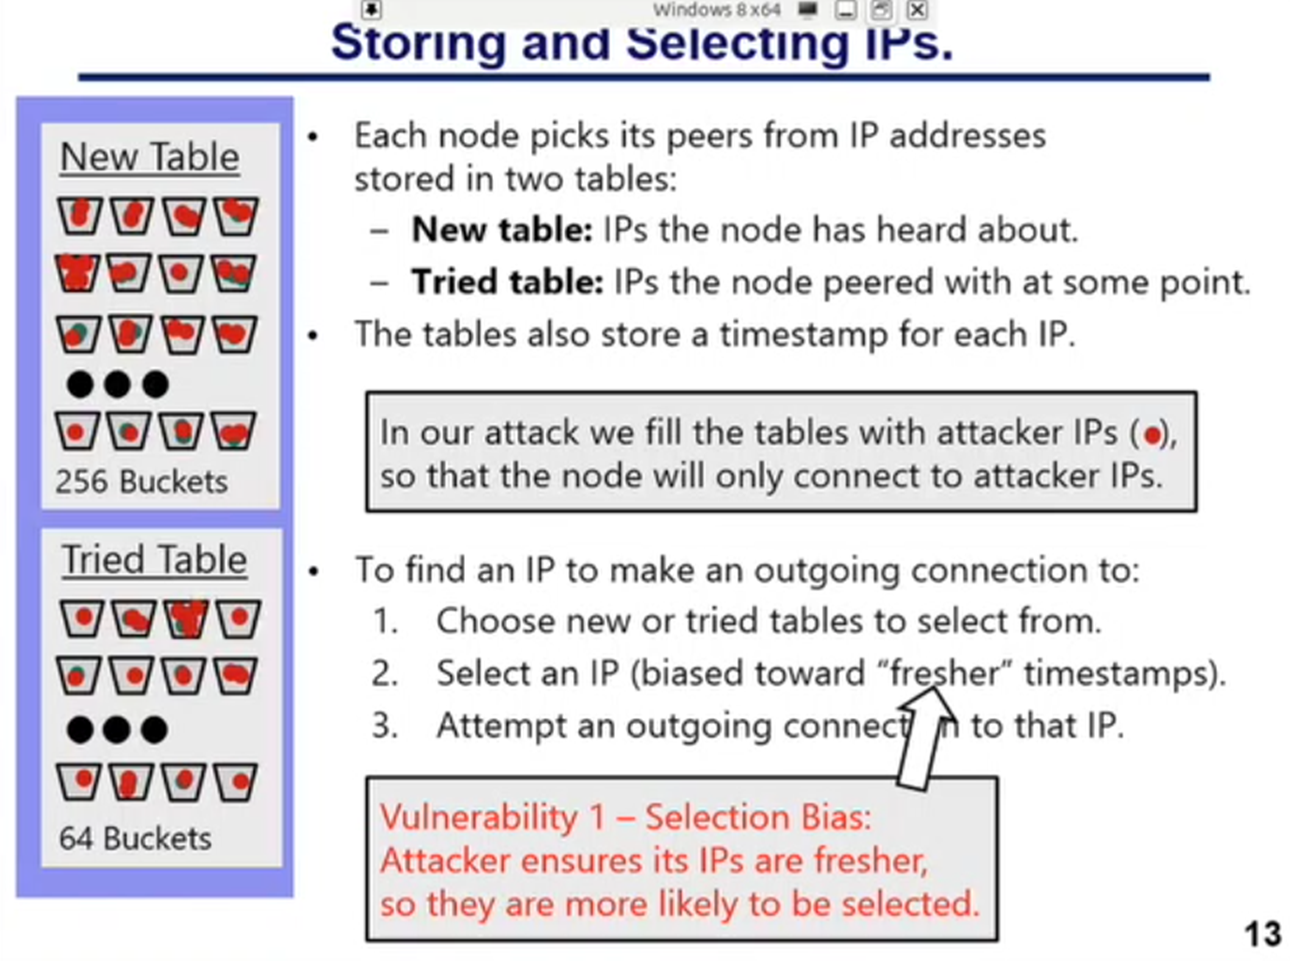 Windows 8 x64
Storing and Selecting IPs.
New Table
256 Buckets
Tried Table
64 Buckets
• Each node picks its peers from IP addresses
stored in two tables:
– New table: IPs the node has heard about.
– Tried table: IPs the node peered with at some point.
• The tables also store a timestamp for each IP.
In our attack we fill the tables with attacker IPs (●),
so that the node will only connect to attacker IPs.
• To find an IP to make an outgoing connection to:
1. Choose new or tried tables to select from.
2. Select an IP (biased toward “fresher” timestamps).
3. Attempt an outgoing connect n to that IP.
Vulnerability 1 – Selection Bias:
Attacker ensures its IPs are fresher,
so they are more likely to be selected.
13